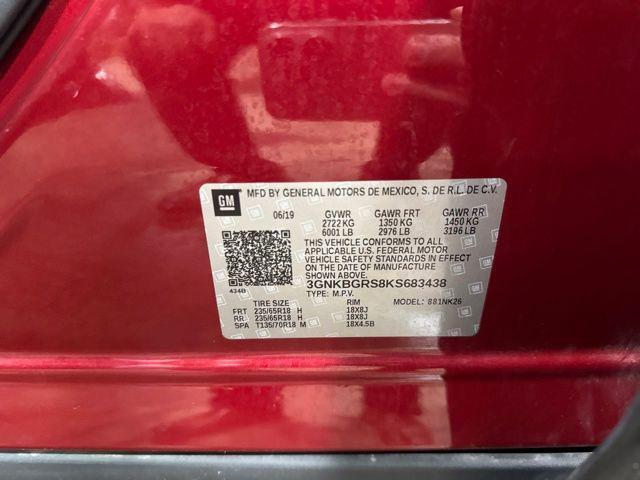 GM MFD BY GENERAL MOTORS DE MEXICO, S. DE R.L. DE C.V.
06/19 GVWR GAWR FRT GAWR RR
2722 KG 1350 KG 1450 KG
6001 LB 2976 LB 3196 LB
THIS VEHICLE CONFORMS TO ALL
APPLICABLE U.S. FEDERAL MOTOR
VEHICLE SAFETY STANDARDS IN EFFECT
ON THE DATE OF MANUFACTURE
SHOWN ABOVE.
434B 3GNKBGRS8KS683438
TYPE: M.P.V. MODEL: 881NK26
TIRE SIZE RIM
FRT 235/65R18 H 18X8J
RR 235/65R18 H 18X8J
SPA T135/70R18 M 18X4.5B